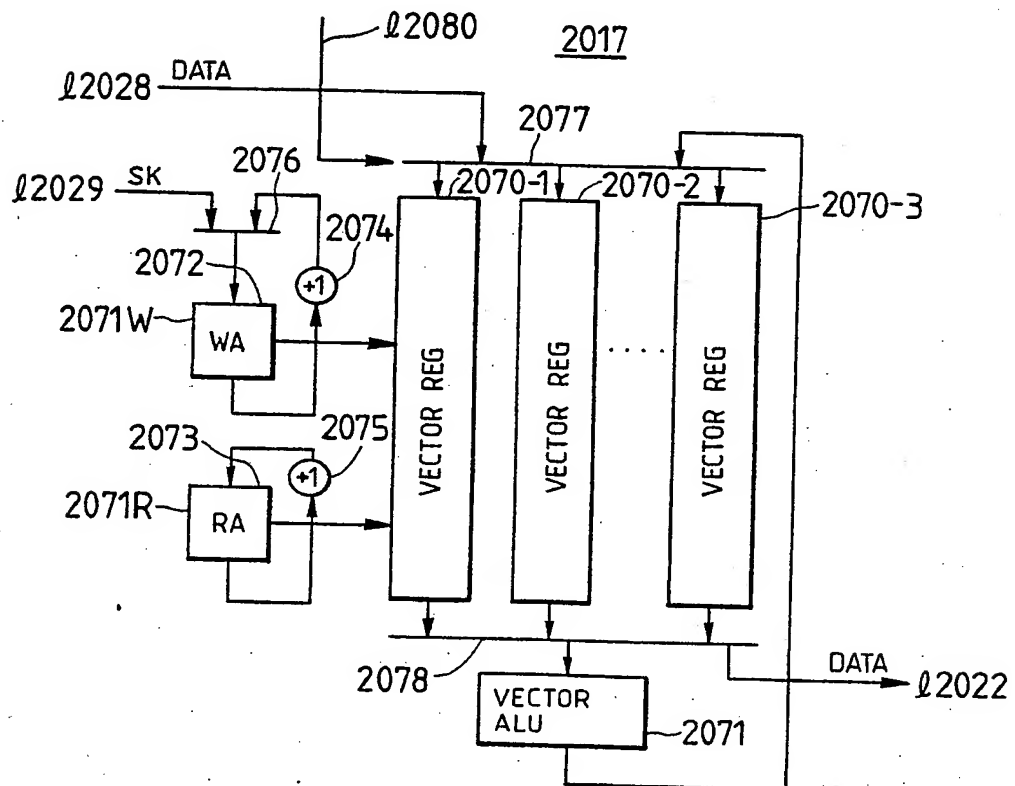 ℓ2080
2017
DATA
ℓ2028
2077
SK
2076
ℓ2029
2070-1
2070-2
2070-3
2074
2072
+1
2071W
WA
VECTOR REG
VECTOR REG
. . . . .
VECTOR REG
2073
2075
+1
2071R
RA
2078
DATA
ℓ2022
VECTOR
ALU
2071